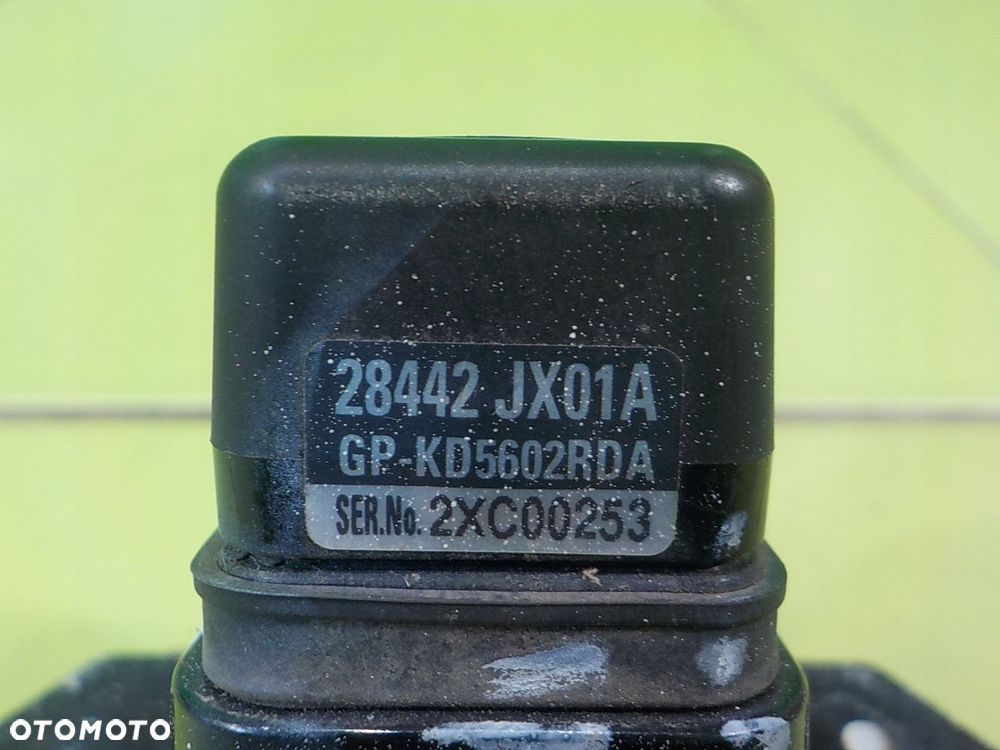 28442 JX01A
GP-KD5602RDA
SER.No. 2XC00253
OTOMOTO